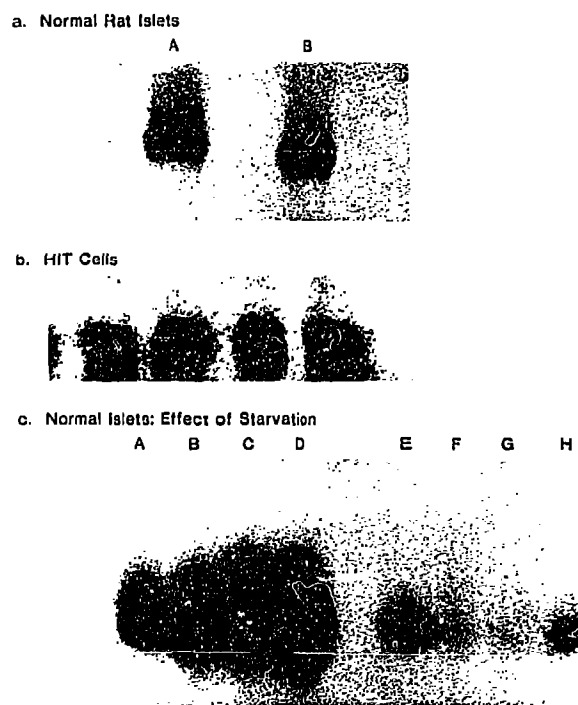 a. Normal Rat Islets
A B
b. HIT Cells
c. Normal Islets: Effect of Starvation
A B C D E F G H